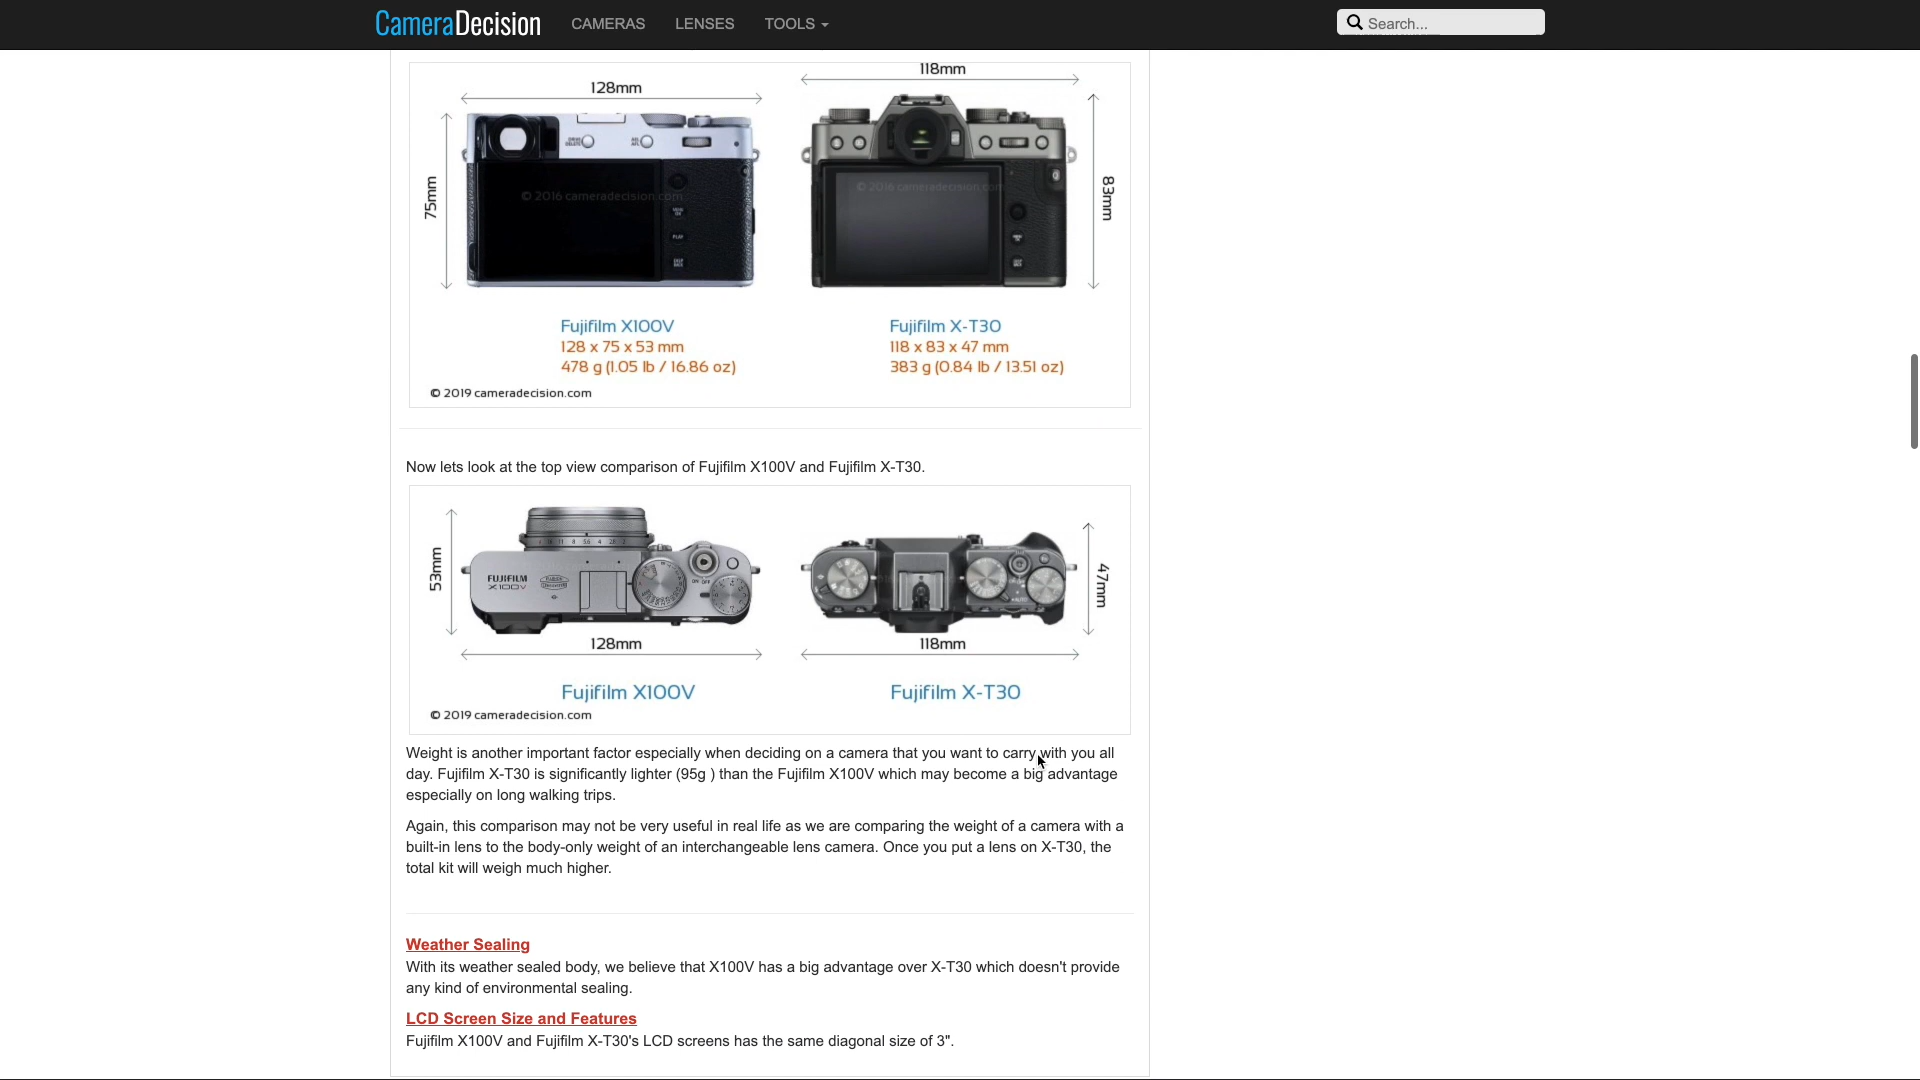 CameraDecision CAMERAS LENSES TOOLS Search...
128mm
118mm
75mm
83mm
© 2016 cameradecision.com
© 2016 cameradecision.com
PLAY
Fujifilm X100V
128 x 75 x 53 mm
478 g (1.05 lb / 16.86 oz)
Fujifilm X-T30
118 x 83 x 47 mm
383 g (0.84 lb / 13.51 oz)
© 2019 cameradecision.com
Now lets look at the top view comparison of Fujifilm X100V and Fujifilm X-T30.
53mm
47mm
FUJIFILM
X100V
ON OFF
128mm
118mm
Fujifilm X100V
Fujifilm X-T30
© 2019 cameradecision.com
Weight is another important factor especially when deciding on a camera that you want to carry with you all
day. Fujifilm X-T30 is significantly lighter (95g ) than the Fujifilm X100V which may become a big advantage
especially on long walking trips.
Again, this comparison may not be very useful in real life as we are comparing the weight of a camera with a
built-in lens to the body-only weight of an interchangeable lens camera. Once you put a lens on X-T30, the
total kit will weigh much higher.
Weather Sealing
With its weather sealed body, we believe that X100V has a big advantage over X-T30 which doesn't provide
any kind of environmental sealing.
LCD Screen Size and Features
Fujifilm X100V and Fujifilm X-T30's LCD screens has the same diagonal size of 3".